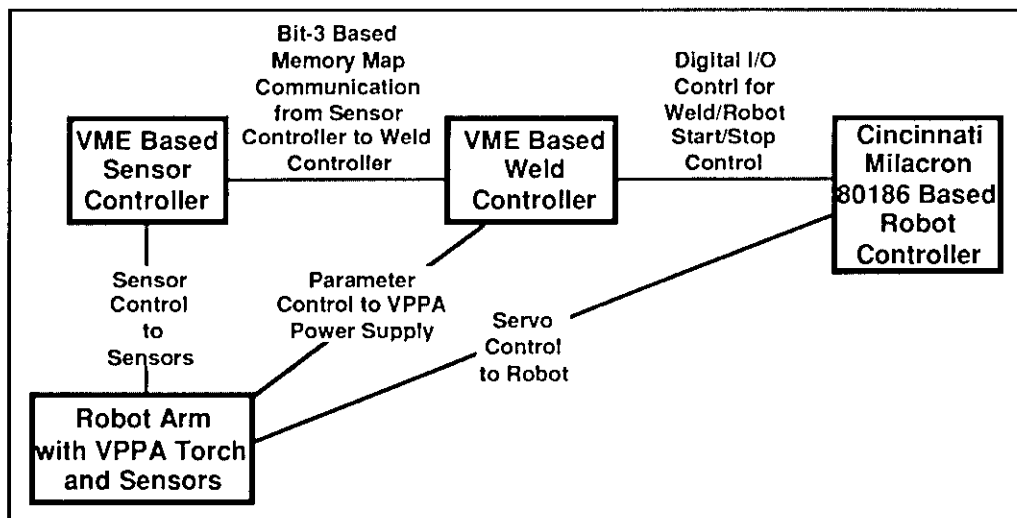 Bit-3 Based
Memory Map
Communication
from Sensor
Controller to Weld
Controller
Digital I/O
Contrl for
Weld/Robot
Start/Stop
Control
VME Based
Sensor
Controller
VME Based
Weld
Controller
Cincinnati
Milacron
80186 Based
Robot
Controller
Sensor
Control
to
Sensors
Parameter
Control to VPPA
Power Supply
Servo
Control
to Robot
Robot Arm
with VPPA Torch
and Sensors